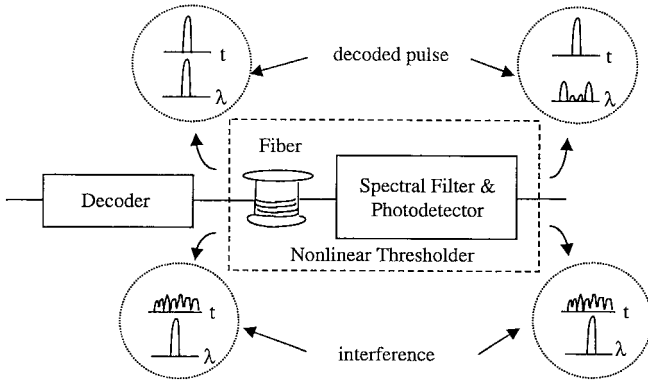 t
λ
decoded pulse
t
λ
Fiber
Decoder
Spectral Filter &
Photodetector
Nonlinear Thresholder
t
λ
interference
t
λ